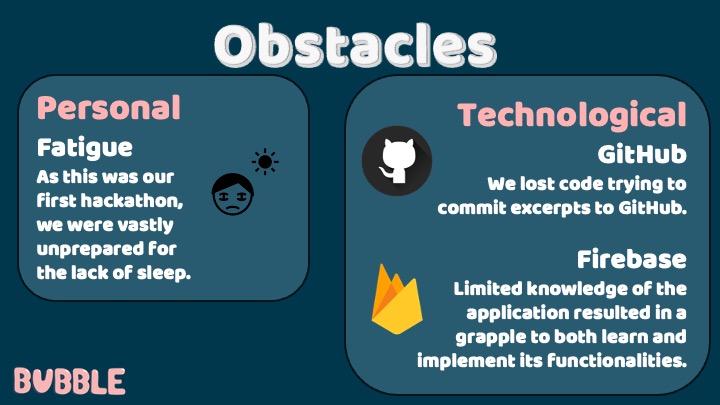 Obstacles
Personal
Fatigue
As this was our
first hackathon,
we were vastly
unprepared for
the lack of sleep.
Technological
GitHub
We lost code trying to
commit excerpts to GitHub.
Firebase
Limited knowledge of the
application resulted in a
grapple to both learn and
implement its functionalities.
BUBBLE